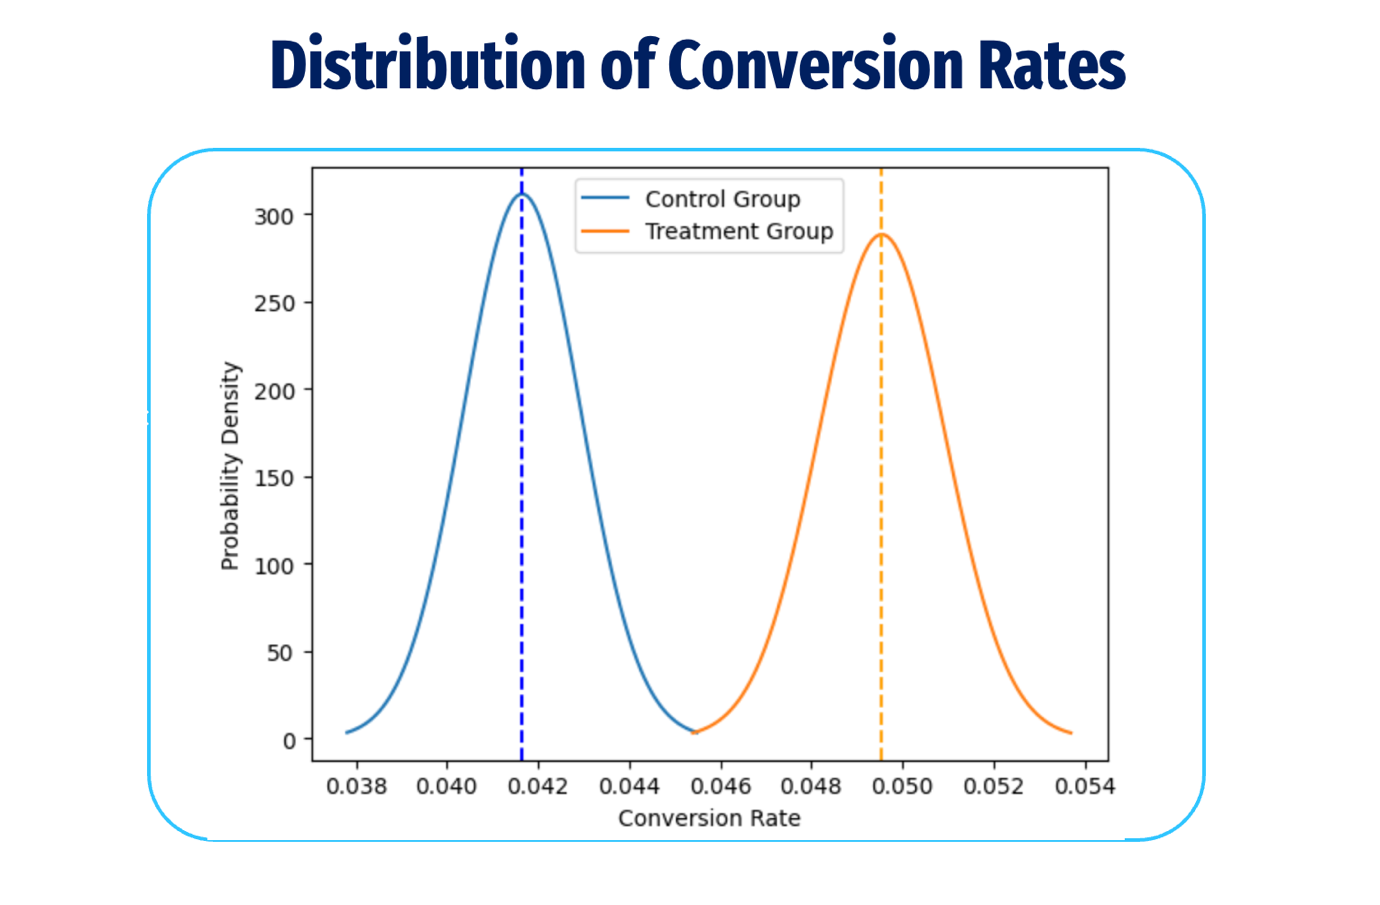 Distribution of Conversion Rates
Control Group
Treatment Group
300
250
200
150
100
50
0
Probability Density
0.038 0.040 0.042 0.044 0.046 0.048 0.050 0.052 0.054
Conversion Rate